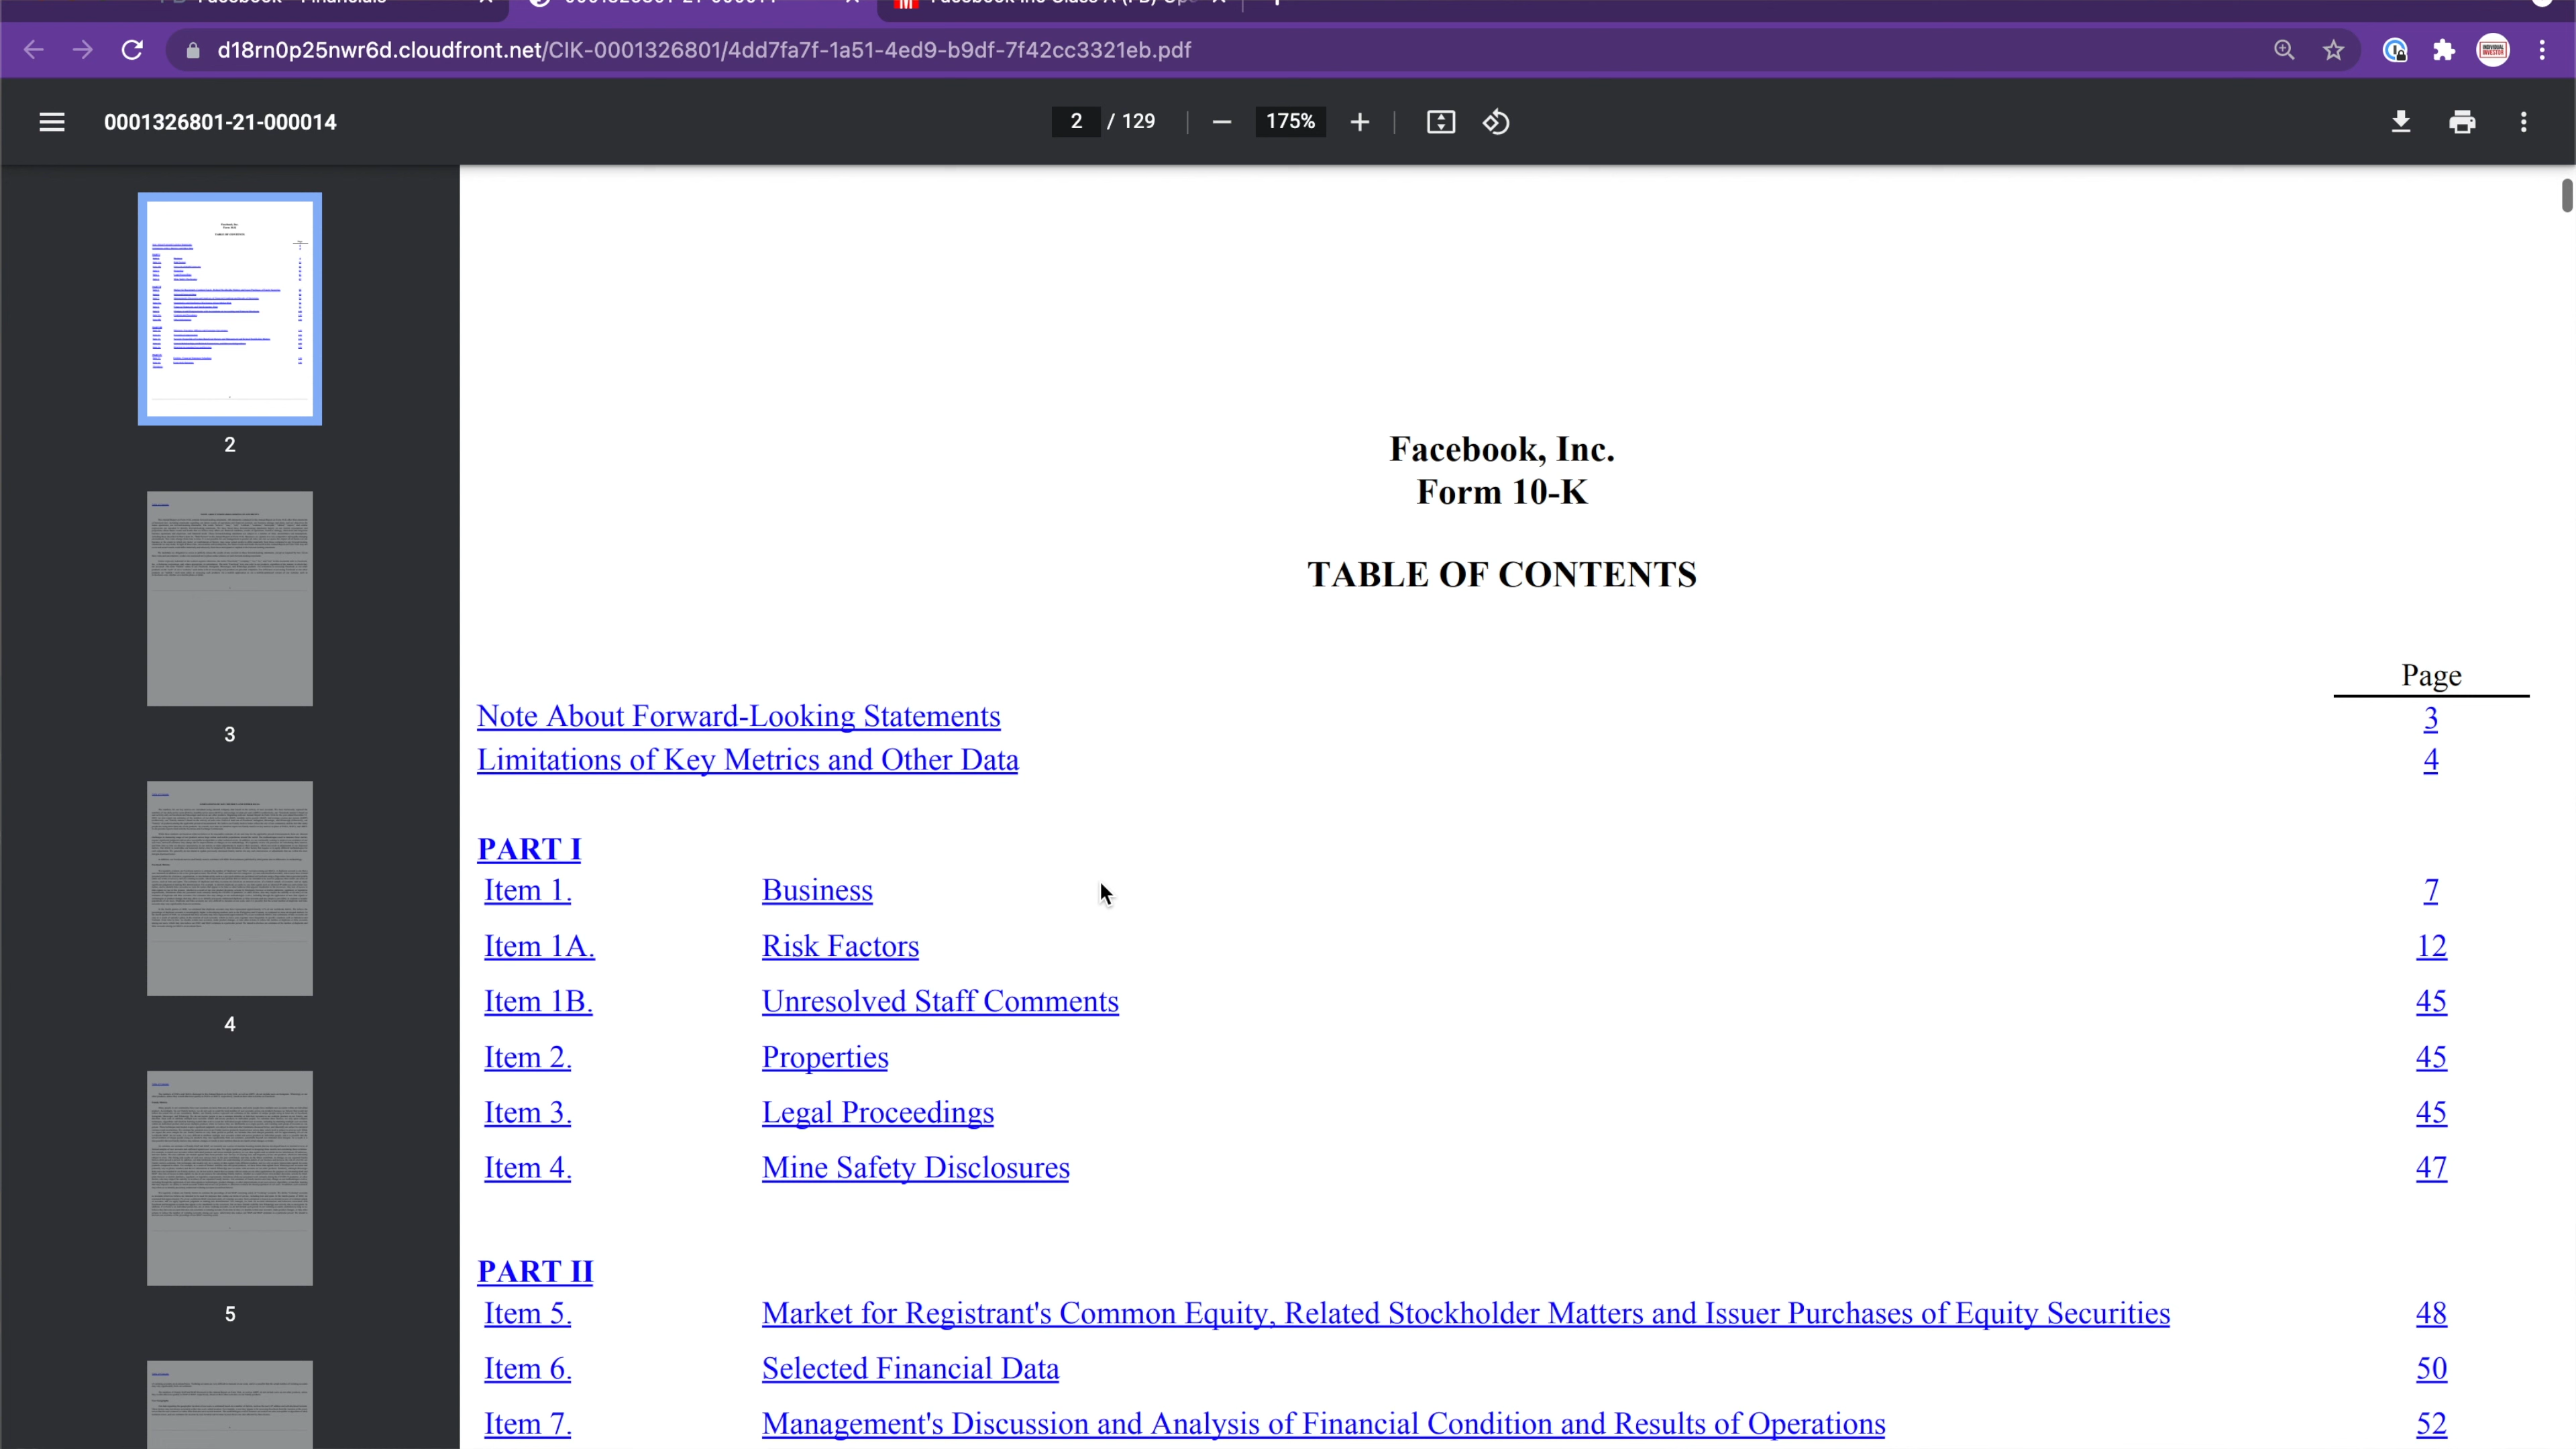 d18rn0p25nwr6d.cloudfront.net/CIK-0001326801/4dd7fa7f-1a51-4ed9-b9df-7f42cc3321eb.pdf
0001326801-21-000014
2 / 129
175%
2
3
4
5
Facebook, Inc.
Form 10-K
TABLE OF CONTENTS
Page
Note About Forward-Looking Statements 3
Limitations of Key Metrics and Other Data 4
PART I
Item 1. Business 7
Item 1A. Risk Factors 12
Item 1B. Unresolved Staff Comments 45
Item 2. Properties 45
Item 3. Legal Proceedings 45
Item 4. Mine Safety Disclosures 47
PART II
Item 5. Market for Registrant's Common Equity, Related Stockholder Matters and Issuer Purchases of Equity Securities 48
Item 6. Selected Financial Data 50
Item 7. Management's Discussion and Analysis of Financial Condition and Results of Operations 52